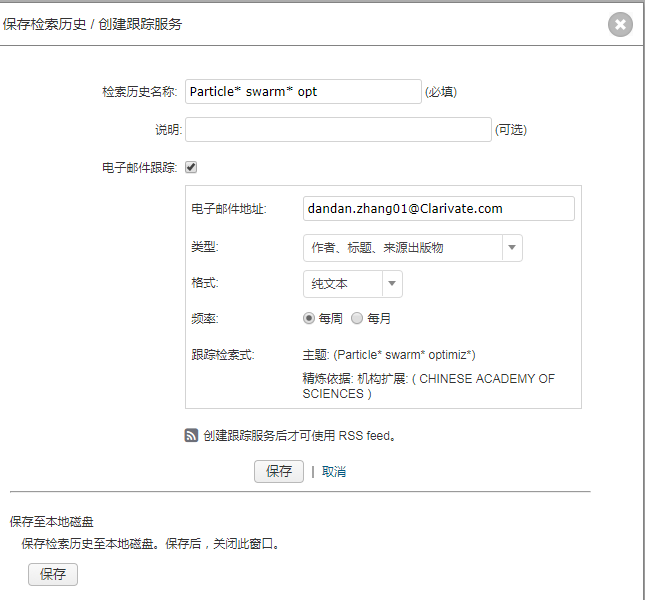 保存检索历史 / 创建跟踪服务
检索历史名称: Particle* swarm* opt (必填)
说明: (可选)
电子邮件跟踪:
电子邮件地址: dandan.zhang01@Clarivate.com
类型: 作者、标题、来源出版物
格式: 纯文本
频率: 每周 每月
跟踪检索式: 主题: (Particle* swarm* optimiz*)
精炼依据: 机构扩展: ( CHINESE ACADEMY OF
SCIENCES )
创建跟踪服务后才可使用 RSS feed。
保存 | 取消
保存至本地磁盘
保存检索历史至本地磁盘。保存后，关闭此窗口。
保存